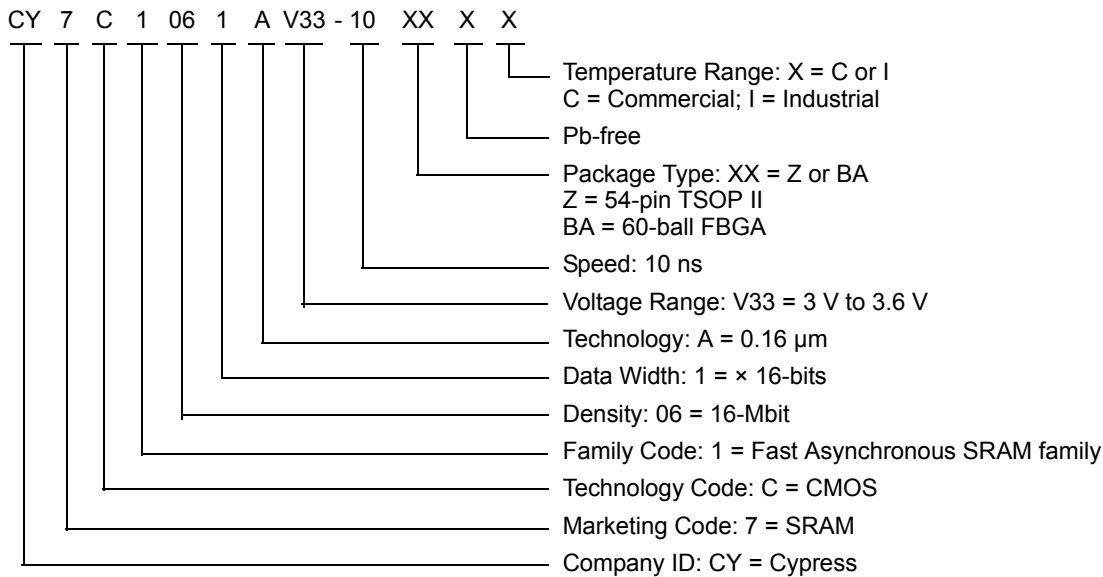 CY 7 C 1 06 1 A V33 - 10 XX X X
Temperature Range: X = C or I
C = Commercial; I = Industrial
Pb-free
Package Type: XX = Z or BA
Z = 54-pin TSOP II
BA = 60-ball FBGA
Speed: 10 ns
Voltage Range: V33 = 3 V to 3.6 V
Technology: A = 0.16 µm
Data Width: 1 = × 16-bits
Density: 06 = 16-Mbit
Family Code: 1 = Fast Asynchronous SRAM family
Technology Code: C = CMOS
Marketing Code: 7 = SRAM
Company ID: CY = Cypress